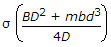 σ ( (BD² + mbd³) / 4D )